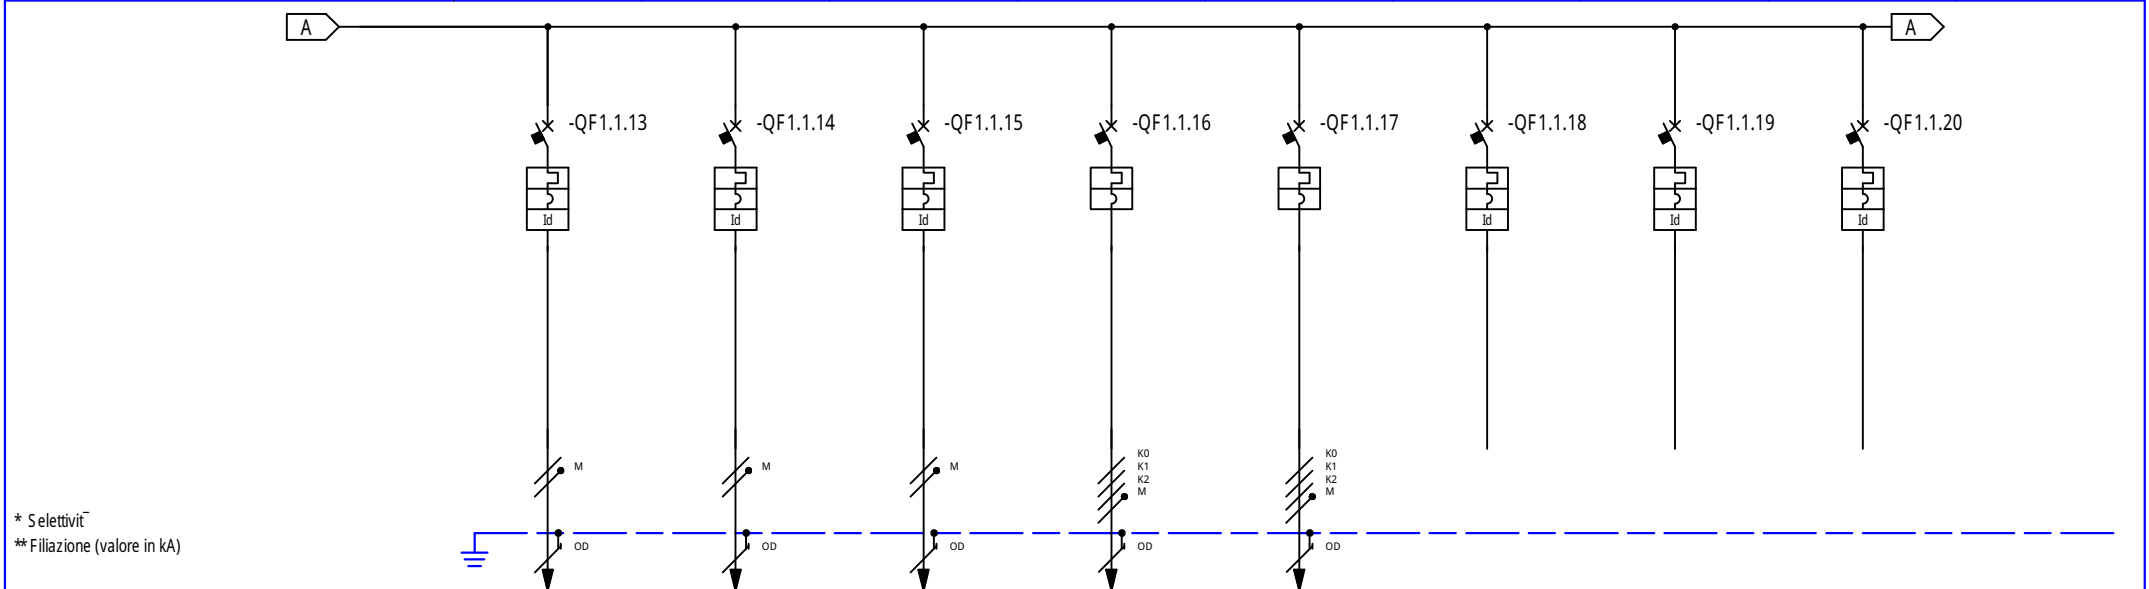 A A
-QF1.1.13 -QF1.1.14 -QF1.1.15 -QF1.1.16 -QF1.1.17 -QF1.1.18 -QF1.1.19 -QF1.1.20
Id Id Id Id Id Id
K0 K0
M M M K1 K1
K2 K2
M M
* Selettivit¯
** Filiazione (valore in kA)
OD OD OD OD OD